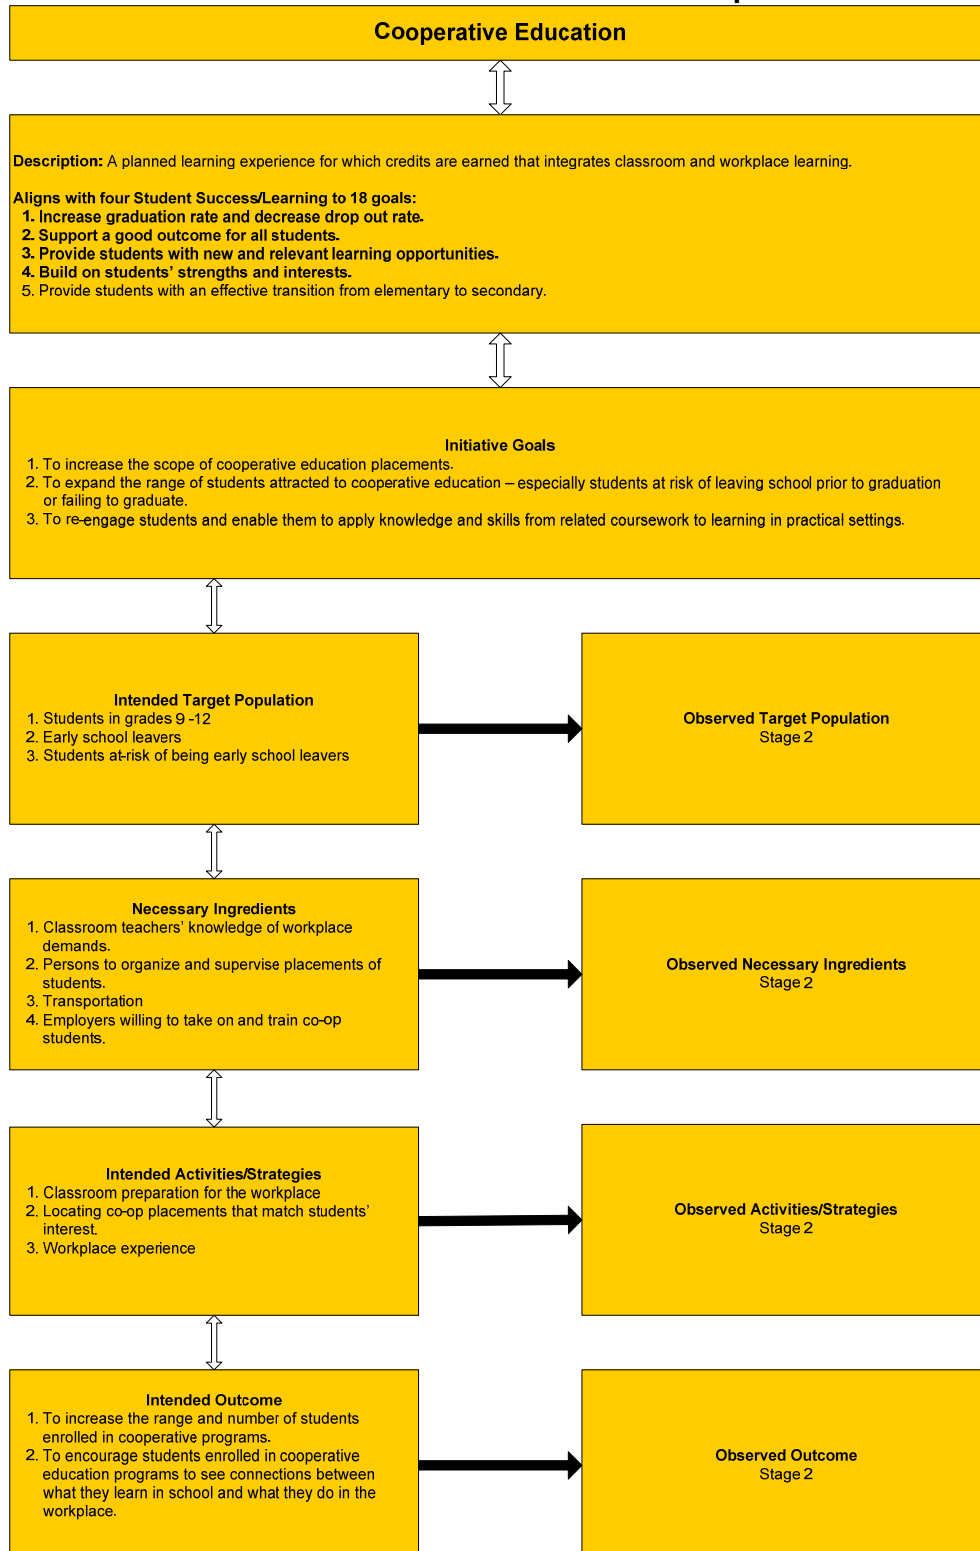 Cooperative Education
Description: A planned learning experience for which credits are earned that integrates classroom and workplace learning.
Aligns with four Student Success/Learning to 18 goals:
1. Increase graduation rate and decrease drop out rate.
2. Support a good outcome for all students.
3. Provide students with new and relevant learning opportunities.
4. Build on students' strengths and interests.
5. Provide students with an effective transition from elementary to secondary.
Initiative Goals
1. To increase the scope of cooperative education placements.
2. To expand the range of students attracted to cooperative education – especially students at risk of leaving school prior to graduation
or failing to graduate.
3. To re-engage students and enable them to apply knowledge and skills from related coursework to learning in practical settings.
Intended Target Population
1. Students in grades 9 -12
2. Early school leavers
3. Students at-risk of being early school leavers
Observed Target Population
Stage 2
Necessary Ingredients
1. Classroom teachers' knowledge of workplace
demands.
2. Persons to organize and supervise placements of
students.
3. Transportation
4. Employers willing to take on and train co-op
students.
Observed Necessary Ingredients
Stage 2
Intended Activities/Strategies
1. Classroom preparation for the workplace
2. Locating co-op placements that match students'
interest.
3. Workplace experience
Observed Activities/Strategies
Stage 2
Intended Outcome
1. To increase the range and number of students
enrolled in cooperative programs.
2. To encourage students enrolled in cooperative
education programs to see connections between
what they learn in school and what they do in the
workplace.
Observed Outcome
Stage 2